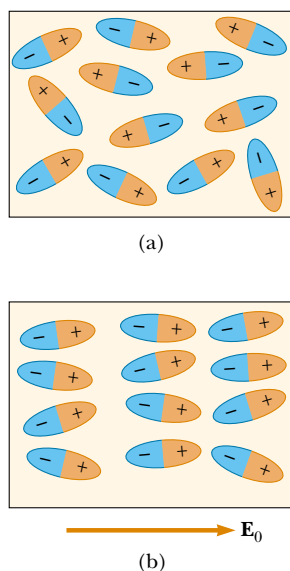 − + − + + −
+ − + − + −
+ − + −
− + − + − + − +
(a)
− + − + − +
− + − + − +
− + − + − +
− + − + − +
E₀
(b)